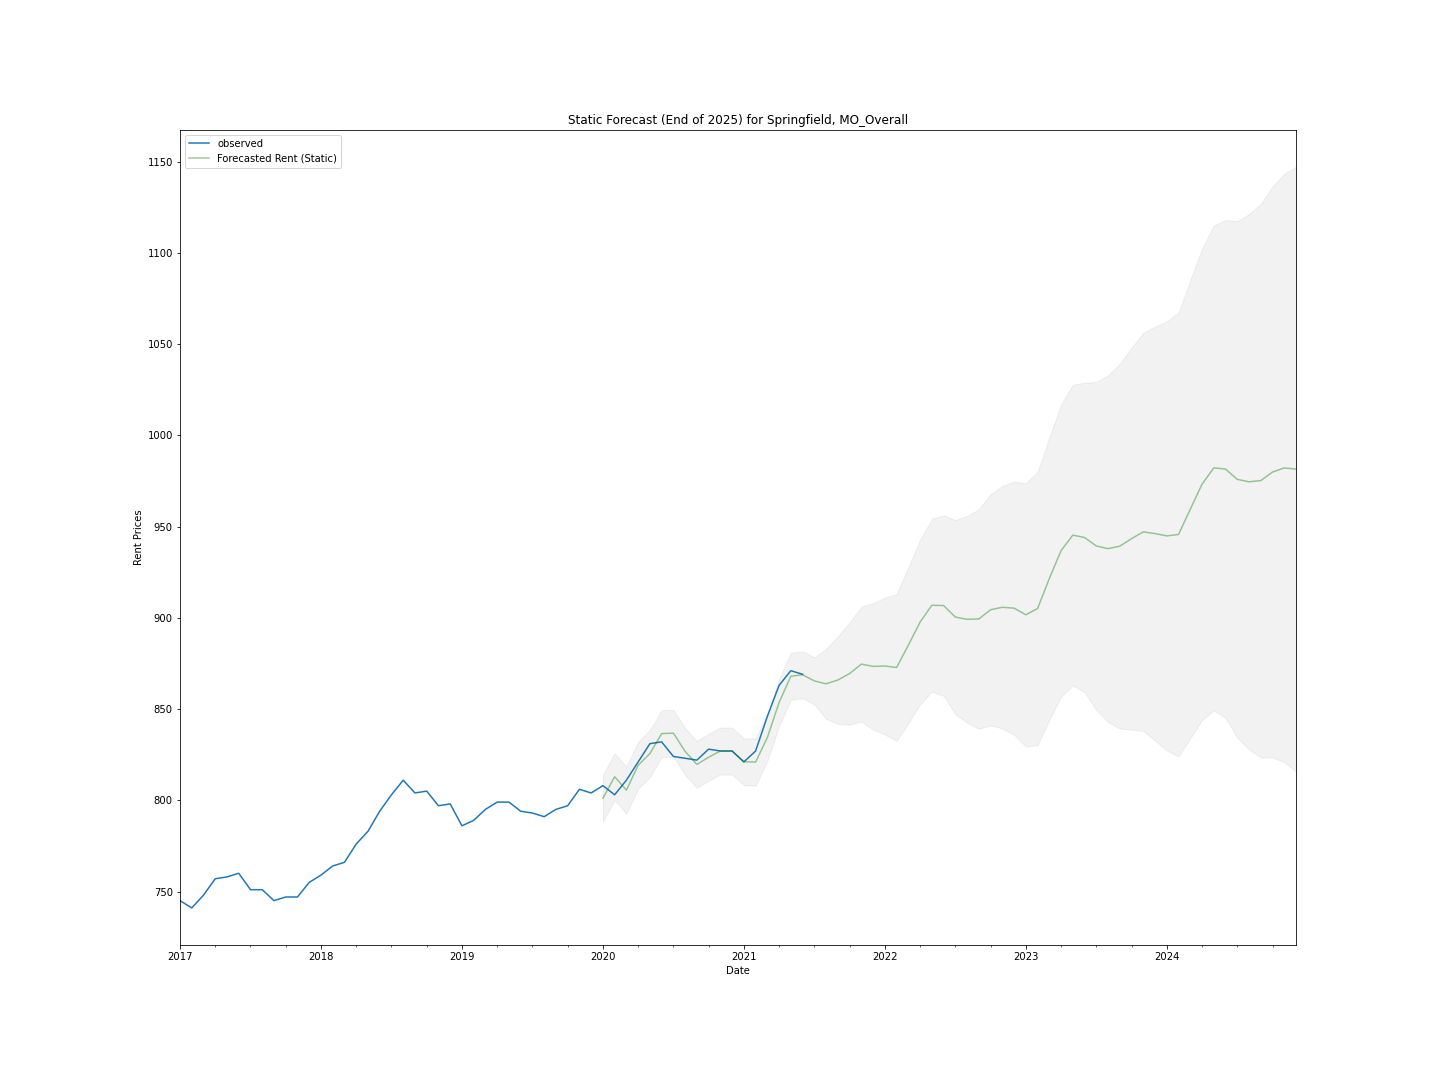 Static Forecast (End of 2025) for Springfield, MO_Overall
observed
Forecasted Rent (Static)
1150
1100
1050
1000
950
900
850
800
750
Rent Prices
2017 2018 2019 2020 2021 2022 2023 2024
Date